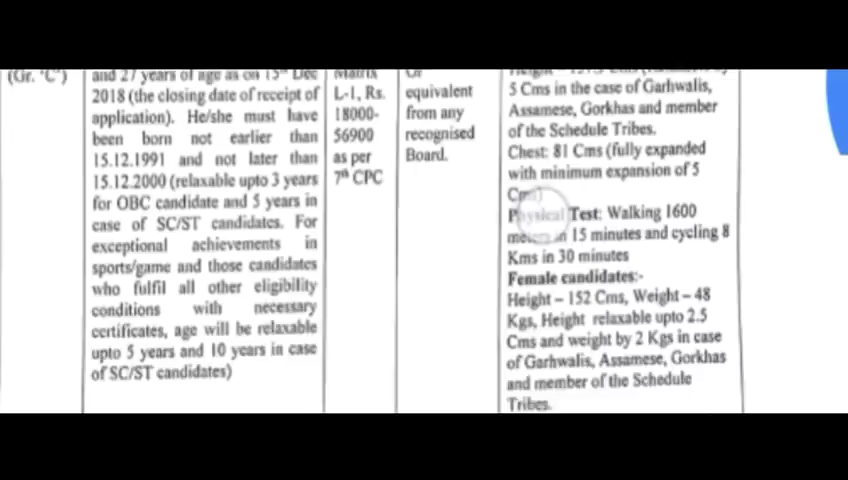 (Gr. 'C')
and 27 years of age as on 15th Dec
2018 (the closing date of receipt of
application). He/she must have
been born not earlier than
15.12.1991 and not later than
15.12.2000 (relaxable upto 3 years
for OBC candidate and 5 years in
case of SC/ST candidates. For
exceptional achievements in
sports/game and those candidates
who fulfil all other eligibility
conditions with necessary
certificates, age will be relaxable
upto 5 years and 10 years in case
of SC/ST candidates)
Matrix
L-1, Rs.
18000-
56900
as per
7th CPC
Or
equivalent
from any
recognised
Board.
5 Cms in the case of Garhwalis,
Assamese, Gorkhas and member
of the Schedule Tribes.
Chest: 81 Cms (fully expanded
with minimum expansion of 5
Cms)
Physical Test: Walking 1600
meters in 15 minutes and cycling 8
Kms in 30 minutes
Female candidates:-
Height – 152 Cms, Weight – 48
Kgs, Height relaxable upto 2.5
Cms and weight by 2 Kgs in case
of Garhwalis, Assamese, Gorkhas
and member of the Schedule
Tribes.